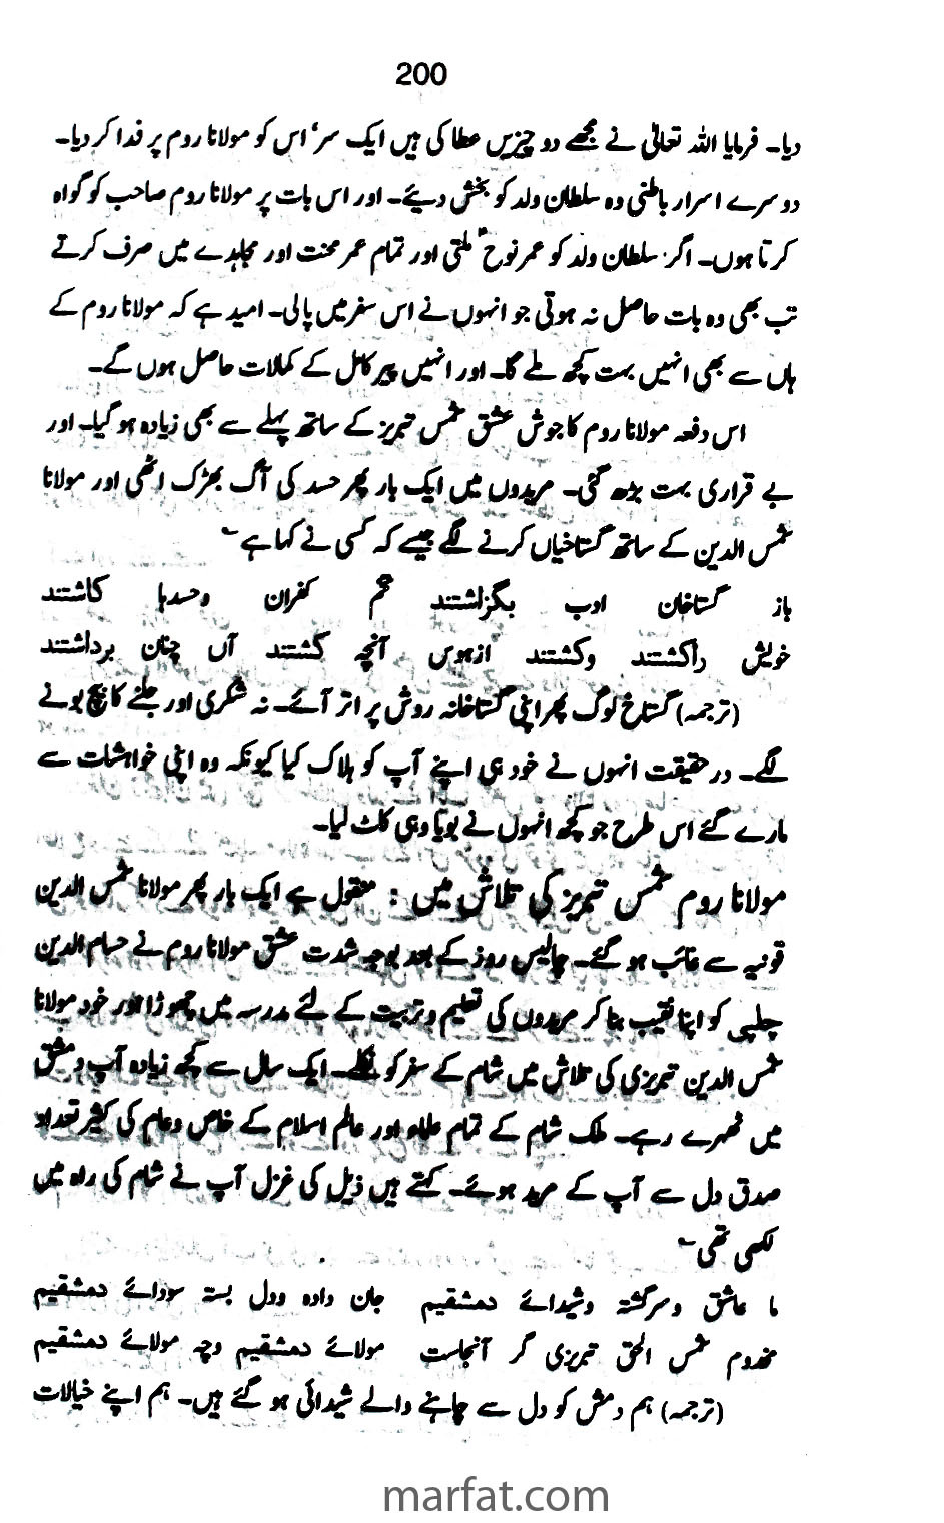 200
دیا۔ فرمایا اللہ تعالیٰ نے مجھے دو چیزیں عطا کی ہیں ایک سر' اس کو مولانا روم پر فدا کر دیا۔
دوسرے اسرار باطنی وہ سلطان ولد کو بخش دیئے۔ اور اس بات پر مولانا روم صاحب کو گواہ
کرتا ہوں۔ اگر سلطان ولد کو عمر نوحؑ ملتی اور تمام عمر محنت اور مجاہدے میں صرف کرتے
تب بھی وہ بات حاصل نہ ہوتی جو انہوں نے اس سفر میں پالی۔ امید ہے کہ مولانا روم کے
ہاں سے بھی انہیں بہت کچھ ملے گا۔ اور انہیں پیر کامل کے کمالات حاصل ہوں گے۔
اس دفعہ مولانا روم کا جوش عشق شمس تبریز کے ساتھ پہلے سے بھی زیادہ ہو گیا۔ اور
بے قراری بہت بڑھ گئی۔ مریدوں میں ایک بار پھر حسد کی آگ بھڑک اٹھی اور مولانا
شمس الدین کے ساتھ گستاخیاں کرنے لگے جیسے کہ کسی نے کہا ہے ؎
باز گستاخان ادب بگزاشتند تخم کفران وحسدہا کاشتند
خویش راکشتند وکشتند ازہوس آنچہ کشتند آں چنان برداشتند
(ترجمہ) گستاخ لوگ پھر اپنی گستاخانہ روش پر اتر آئے۔ نہ شکری اور جلنے کا بیج بونے
لگے۔ درحقیقت انہوں نے خود ہی اپنے آپ کو ہلاک کیا کیونکہ وہ اپنی خواہشات سے
مارے گئے اس طرح جو کچھ انہوں نے بویا وہی کاٹ لیا۔
مولانا روم شمس تبریز کی تلاش میں : منقول ہے ایک بار پھر مولانا شمس الدین
قونیہ سے غائب ہو گئے۔ چالیس روز کے بعد بوجہ شدت عشق مولانا روم نے حسام الدین
چلپی کو اپنا نقیب بنا کر مریدوں کی تعلیم و تربیت کے لئے مدرسہ میں چھوڑا اور خود مولانا
شمس الدین تبریزی کی تلاش میں شام کے سفر کو نکلے۔ ایک سال سے کچھ زیادہ آپ دمشق
میں ٹھہرے رہے۔ ملک شام کے تمام علماء اور عالم اسلام کے خاص وعام کی کثیر تعداد
صدق دل سے آپ کے مرید ہوئے۔ کہتے ہیں ذیل کی غزل آپ نے شام کی راہ میں
لکھی تھی ؎
ما عاشق وسرگشتہ وشیدائے دمشقیم جان دادہ وول بستہ سودائے دمشقیم
مخدوم شمس الحق تبریزی گر آنجاست مولائے دمشقیم وچہ مولائے دمشقیم
(ترجمہ) ہم دمشق کو دل سے چاہنے والے شیدائی ہو گئے ہیں۔ ہم اپنے خیالات
marfat.com